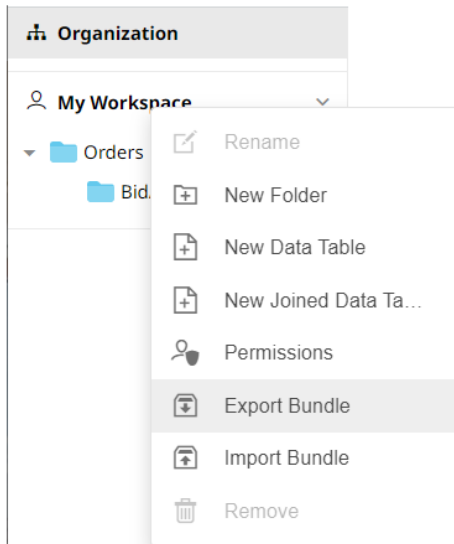 Organization
My Workspace
Orders
Bid.
Rename
New Folder
New Data Table
New Joined Data Ta...
Permissions
Export Bundle
Import Bundle
Remove